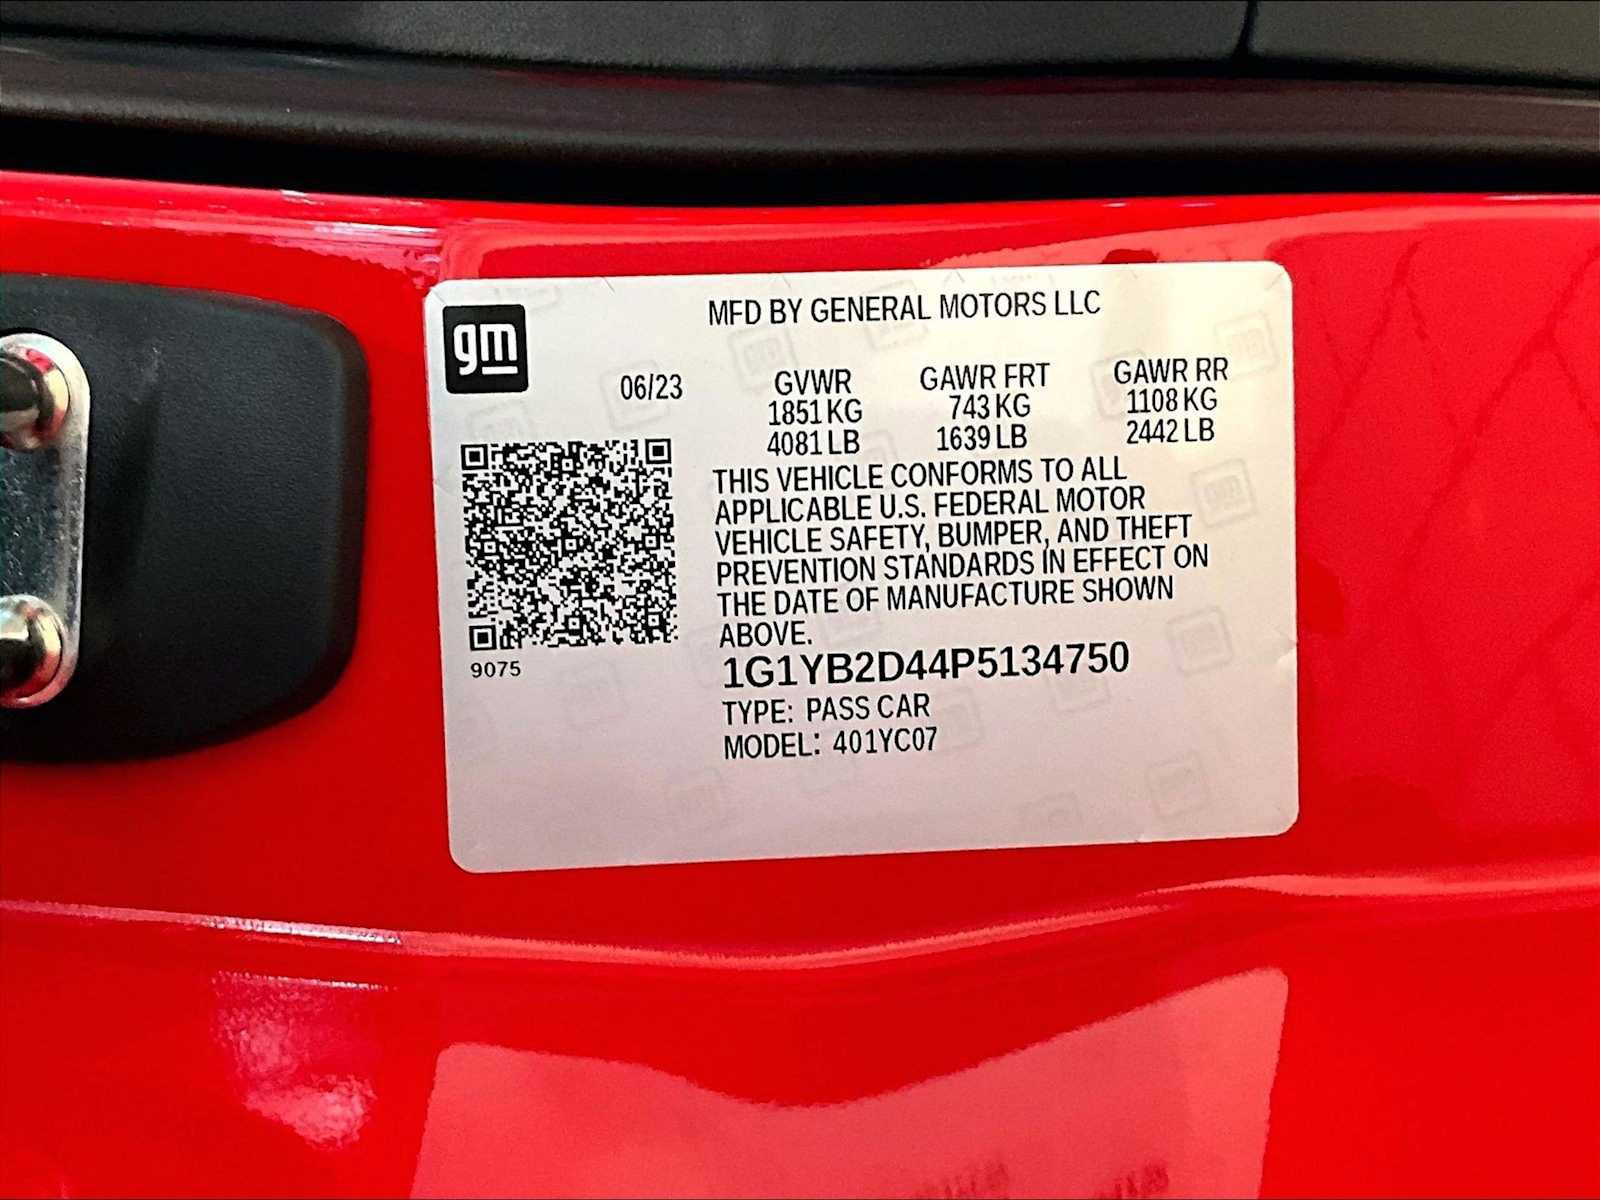 gm
MFD BY GENERAL MOTORS LLC
06/23
GVWR GAWR FRT GAWR RR
1851 KG 743 KG 1108 KG
4081 LB 1639 LB 2442 LB
THIS VEHICLE CONFORMS TO ALL
APPLICABLE U.S. FEDERAL MOTOR
VEHICLE SAFETY, BUMPER, AND THEFT
PREVENTION STANDARDS IN EFFECT ON
THE DATE OF MANUFACTURE SHOWN
ABOVE.
9075
1G1YB2D44P5134750
TYPE: PASS CAR
MODEL: 401YC07